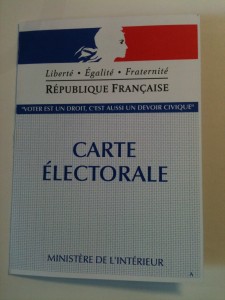 Liberté • Égalité • Fraternité
RÉPUBLIQUE FRANÇAISE
"VOTER EST UN DROIT, C'EST AUSSI UN DEVOIR CIVIQUE"
CARTE
ÉLECTORALE
MINISTÈRE DE L'INTÉRIEUR
A